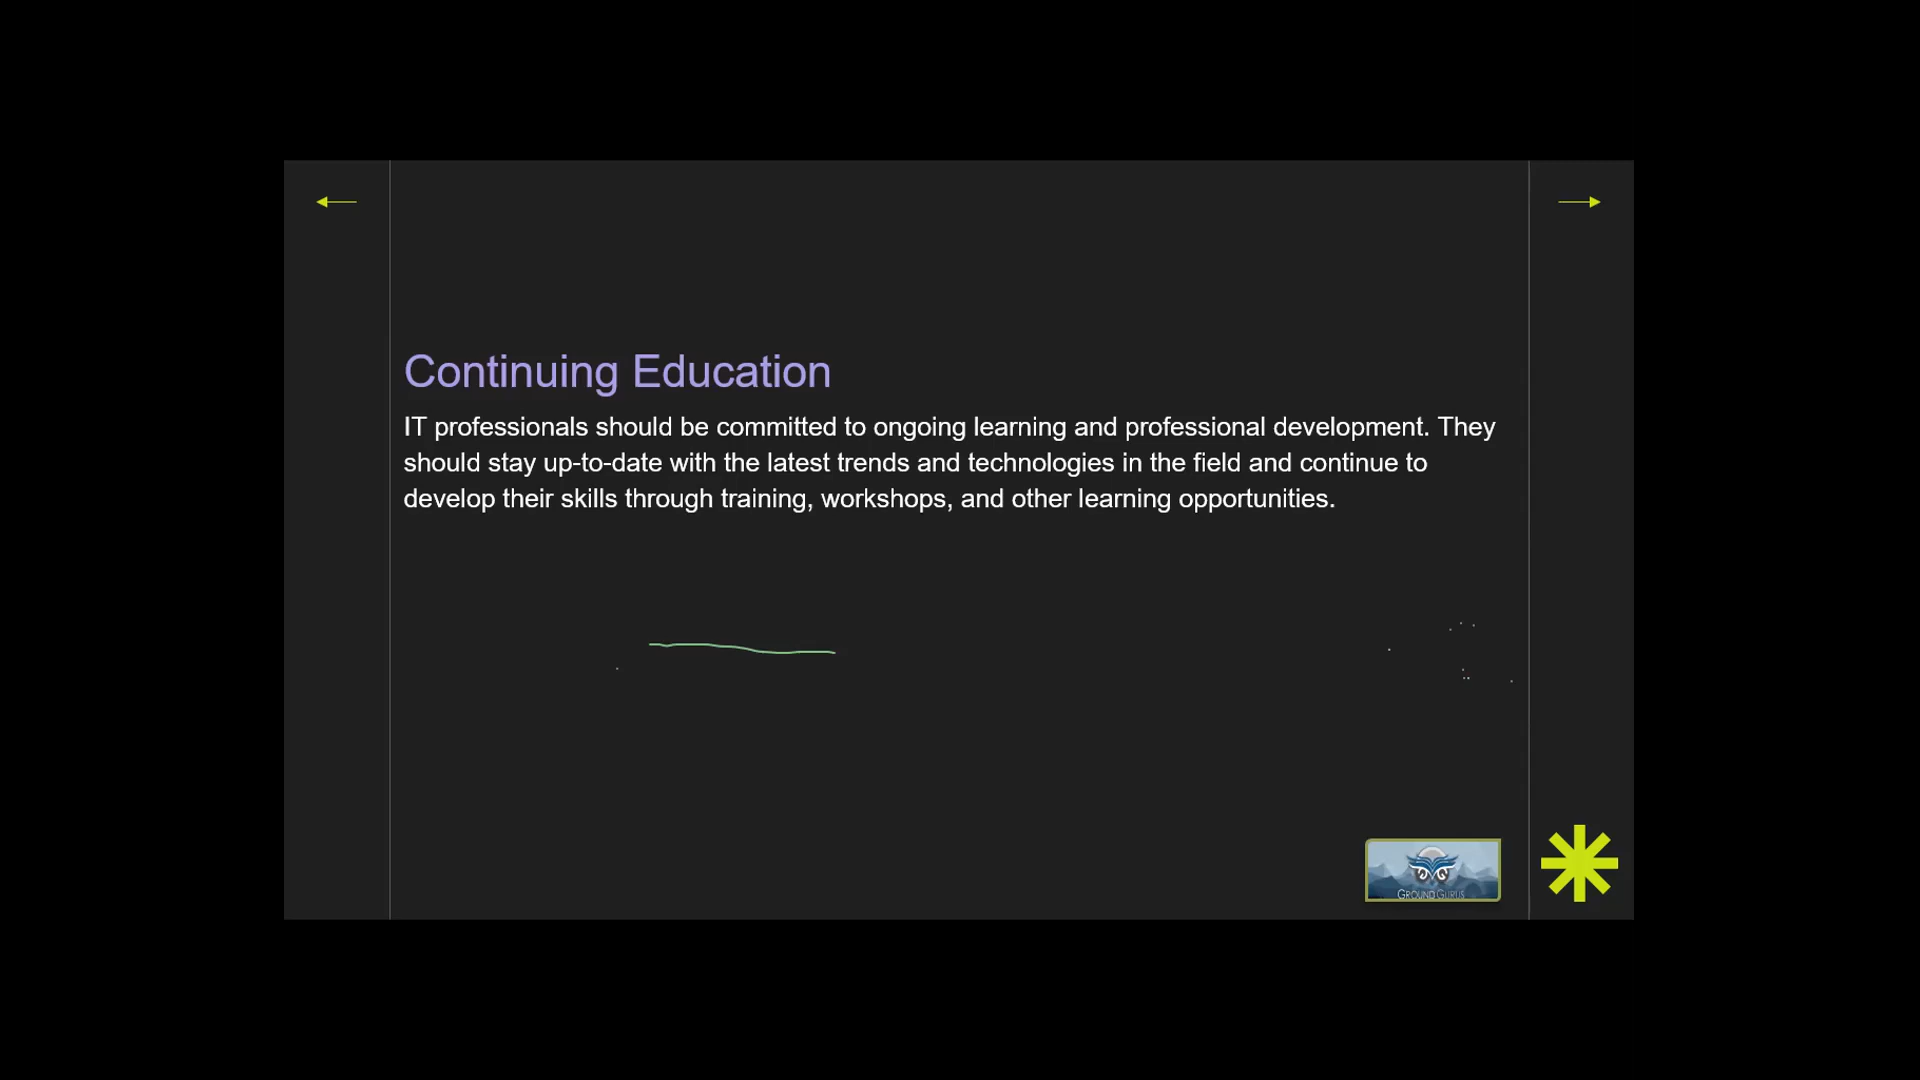 Continuing Education
IT professionals should be committed to ongoing learning and professional development. They
should stay up-to-date with the latest trends and technologies in the field and continue to
develop their skills through training, workshops, and other learning opportunities.
GROUND GURUS